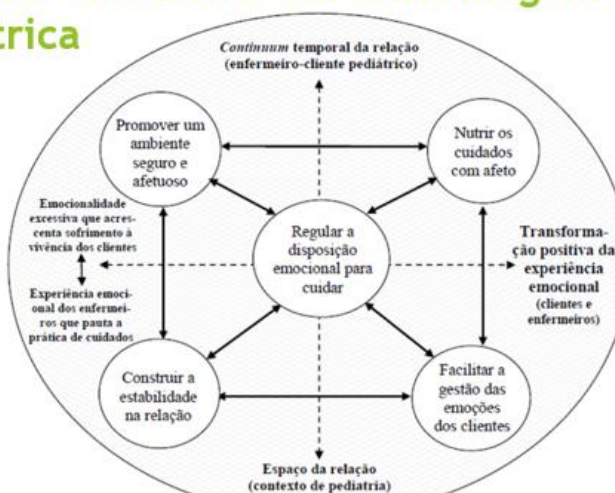 trica
Continuum temporal da relação
(enfermeiro-cliente pediátrico)
Promover um
ambiente
seguro e
afetuoso
Nutrir os
cuidados
com afeto
Emocionalidade
excessiva que acres-
centa sofrimento à
vivência dos clientes
Experiência emoci-
onal dos enfermei-
ros que pauta a
prática de cuidados
Regular a
disposição
emocional para
cuidar
Transforma-
ção positiva da
experiência
emocional
(clientes e
enfermeiros)
Construir a
estabilidade
na relação
Facilitar a
gestão das
emoções
dos clientes
Espaço da relação
(contexto de pediatria)